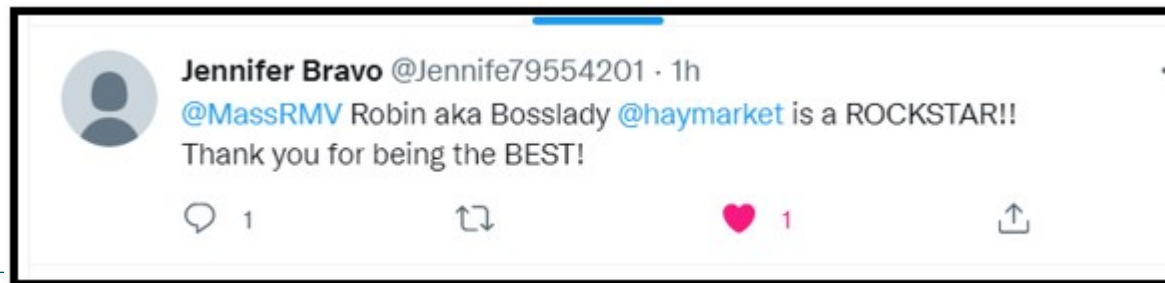 Jennifer Bravo @Jennife79554201 · 1h
@MassRMV Robin aka Bosslady @haymarket is a ROCKSTAR!!
Thank you for being the BEST!
1 1